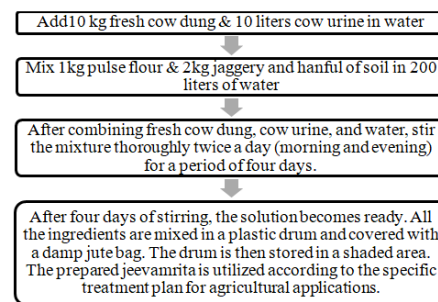 Add10 kg fresh cow dung & 10 liters cow urine in water
Mix 1kg pulse flour & 2kg jaggery and hanful of soil in 200
liters of water
After combining fresh cow dung, cow urine, and water, stir
the mixture thoroughly twice a day (morning and evening)
for a period of four days.
After four days of stirring, the solution becomes ready. All
the ingredients are mixed in a plastic drum and covered with
a damp jute bag. The drum is then stored in a shaded area.
The prepared jeevamrita is utilized according to the specific
treatment plan for agricultural applications.